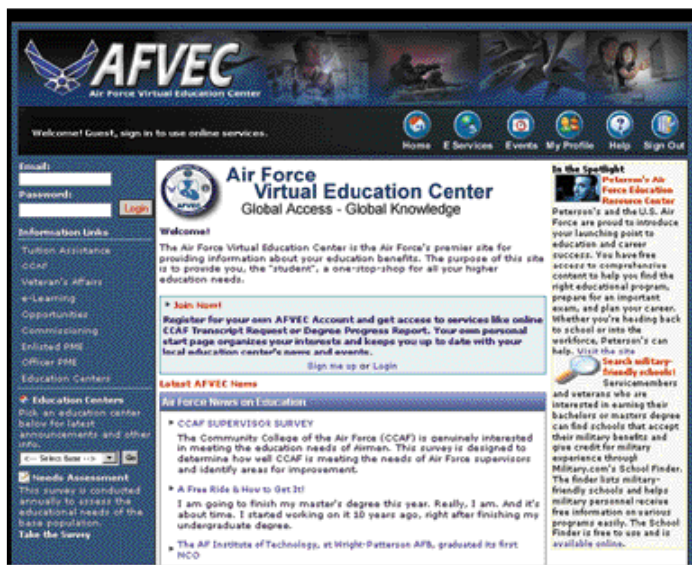 AFVEC
Air Force Virtual Education Center
Welcome! Guest, sign in to use online services.
Home E Services Events My Profile Help Sign Out
Email:
Password:
Login
Information Links
Tuition Assistance
CCAF
Veteran's Affairs
e-Learning
Opportunities
Commissioning
Enlisted PME
Officer PME
Education Centers
Education Centers
Pick an education center
below for latest
announcements and other
info.
<-- Select Base --> Go
Needs Assessment
This survey is conducted
annually to assess the
educational needs of the
base population.
Take the Survey
AFVEC
Air Force
Virtual Education Center
Global Access - Global Knowledge
Welcome!
The Air Force Virtual Education Center is the Air Force's premier site for
providing information about your education benefits. The purpose of this site
is to provide you, the "student", a one-stop-shop for all your higher
education needs.
Join Now!
Register for your own AFVEC Account and get access to services like online
CCAF Transcript Request or Degree Progress Report. Your own personal
start page organizes your interests and keeps you up to date with your
local education center's news and events.
Sign me up or Login
Latest AFVEC News
Air Force News on Education
CCAF SUPERVISOR SURVEY
The Community College of the Air Force (CCAF) is genuinely interested
in meeting the education needs of Airmen. This survey is designed to
determine how well CCAF is meeting the needs of Air Force supervisors
and identify areas for improvement.
A Free Ride & How to Get It!
I am going to finish my master's degree this year. Really, I am. And it's
about time. I started working on it 10 years ago, right after finishing my
undergraduate degree.
The AF Institute of Technology, at Wright-Patterson AFB, graduated its first
NCO
In the Spotlight
Peterson's Air
Force Education
Resource Center
Peterson's and the U.S. Air
Force are proud to introduce
your launching point to
education and career
success. You have free
access to comprehensive
content to help you find the
right educational program,
prepare for an important
exam, and plan your career.
Whether you're heading back
to school or into the
workforce, Peterson's can
help. Visit the site
Search military-
friendly schools!
Servicemembers
and veterans who are
interested in earning their
bachelors or masters degree
can find schools that accept
their military benefits and
give credit for military
experience through
Military.com's School Finder.
The finder lists military-
friendly schools and helps
military personnel receive
free information on various
programs easily. The School
Finder is free to use and is
available online.